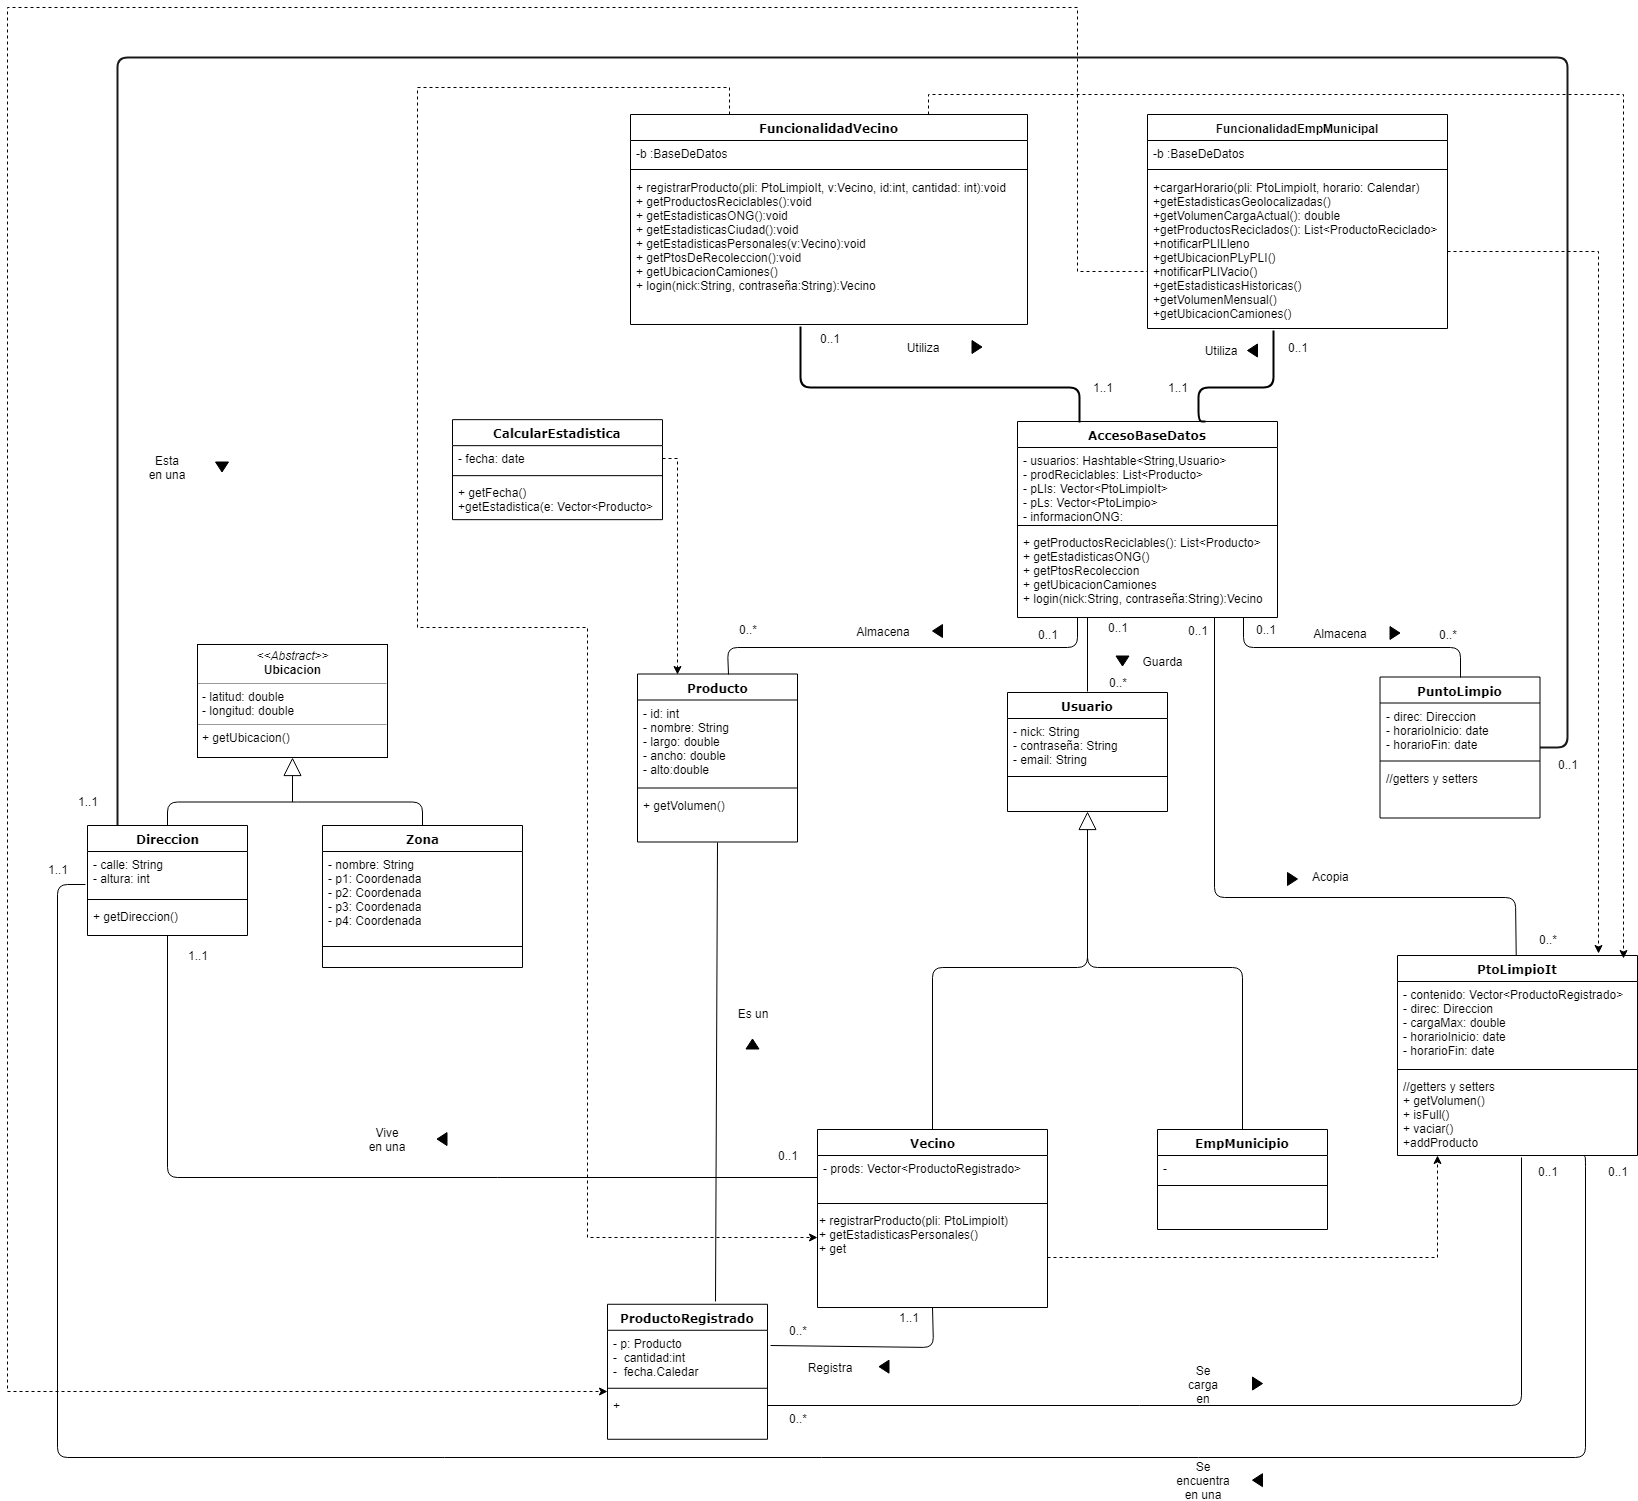 FuncionalidadVecino
-b :BaseDeDatos
+ registrarProducto(pli: PtoLimpioIt, v:Vecino, id:int, cantidad: int):void
+ getProductosReciclables():void
+ getEstadisticasONG():void
+ getEstadisticasCiudad():void
+ getEstadisticasPersonales(v:Vecino):void
+ getPtosDeRecoleccion():void
+ getUbicacionCamiones()
+ login(nick:String, contraseña:String):Vecino
FuncionalidadEmpMunicipal
-b :BaseDeDatos
+cargarHorario(pli: PtoLimpioIt, horario: Calendar)
+getEstadisticasGeolocalizadas()
+getVolumenCargaActual(): double
+getProductosReciclados(): List<ProductoReciclado>
+notificarPLILleno
+getUbicacionPLyPLI()
+notificarPLIVacio()
+getEstadisticasHistoricas()
+getVolumenMensual()
+getUbicacionCamiones()
0..1
Utiliza
1..1
Utiliza
0..1
1..1
CalcularEstadistica
- fecha: date
+ getFecha()
+getEstadistica(e: Vector<Producto>
AccesoBaseDatos
- usuarios: Hashtable<String,Usuario>
- prodReciclables: List<Producto>
- pLIs: Vector<PtoLimpioIt>
- pLs: Vector<PtoLimpio>
- informacionONG:
+ getProductosReciclables(): List<Producto>
+ getEstadisticasONG()
+ getPtosRecoleccion
+ getUbicacionCamiones
+ login(nick:String, contraseña:String):Vecino
Esta
en una
0..*
Almacena
0..1
0..1
0..1
0..1
Almacena
0..*
Guarda
0..*
<<Abstract>>
Ubicacion
- latitud: double
- longitud: double
+ getUbicacion()
Producto
- id: int
- nombre: String
- largo: double
- ancho: double
- alto:double
+ getVolumen()
Usuario
- nick: String
- contraseña: String
- email: String
PuntoLimpio
- direc: Direccion
- horarioInicio: date
- horarioFin: date
//getters y setters
0..1
1..1
Direccion
- calle: String
- altura: int
+ getDireccion()
1..1
1..1
Zona
- nombre: String
- p1: Coordenada
- p2: Coordenada
- p3: Coordenada
- p4: Coordenada
Acopia
0..*
PtoLimpioIt
- contenido: Vector<ProductoRegistrado>
- direc: Direccion
- cargaMax: double
- horarioInicio: date
- horarioFin: date
//getters y setters
+ getVolumen()
+ isFull()
+ vaciar()
+addProducto
0..1
0..1
Es un
Vive
en una
0..1
Vecino
- prods: Vector<ProductoRegistrado>
+ registrarProducto(pli: PtoLimpioIt)
+ getEstadisticasPersonales()
+ get
EmpMunicipio
-
ProductoRegistrado
- p: Producto
- cantidad:int
- fecha.Caledar
+
0..*
1..1
Registra
0..*
Se
carga
en
Se
encuentra
en una